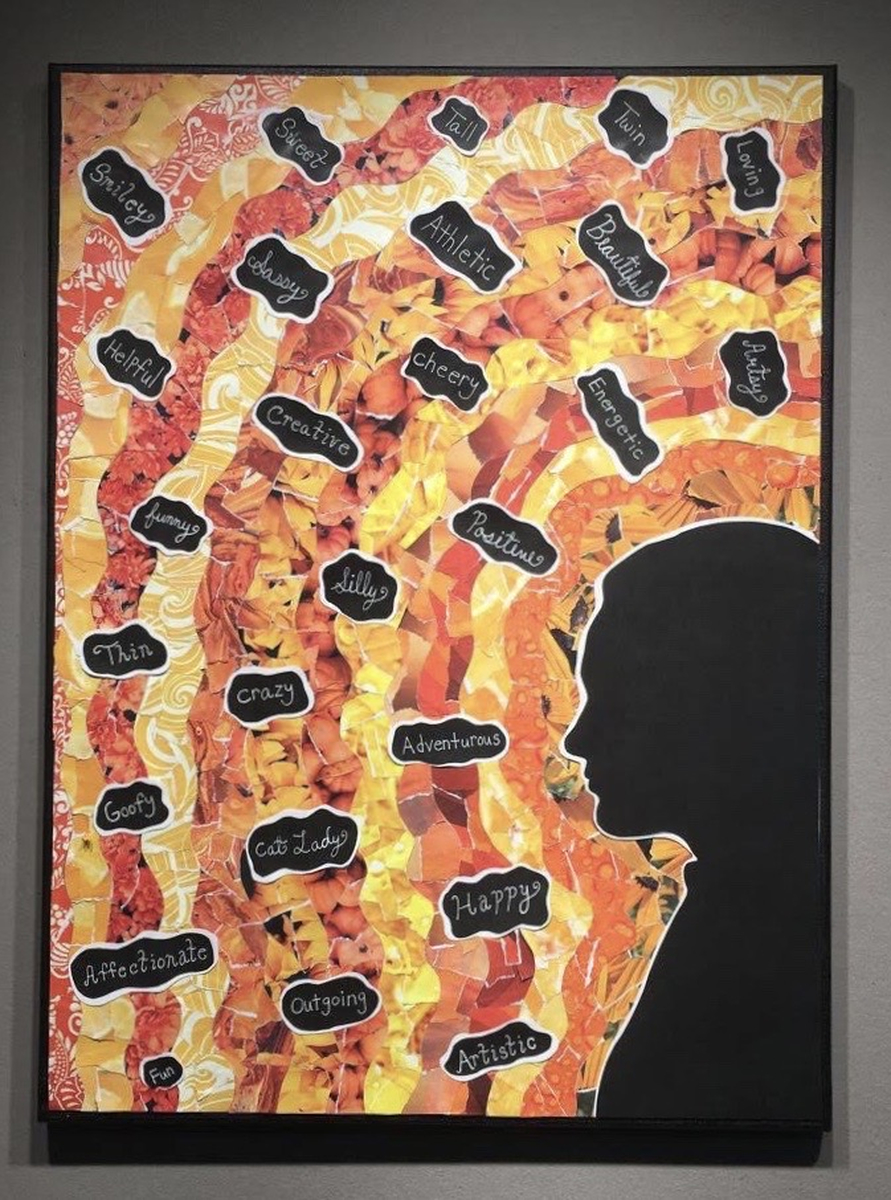 Smiley
Sweet
Tall
Twin
Loving
Sassy
Athletic
Beautiful
Helpful
Creative
cheery
Energetic
Artsy
funny
Silly
Positive
Thin
crazy
Adventurous
Goofy
Cat Lady
Happy
Affectionate
Outgoing
Artistic
Fun